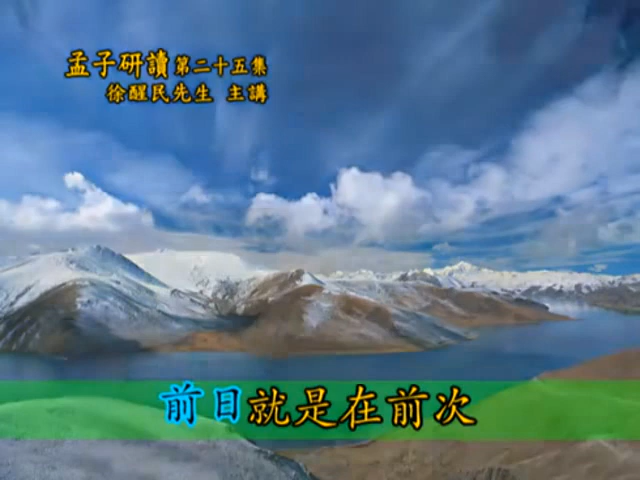 孟子研讀第二十五集
徐醒民先生 主講
前日就是在前次